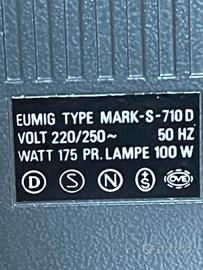 EUMIG TYPE MARK-S-710 D
VOLT 220/250~ 50 HZ
WATT 175 PR. LAMPE 100 W
D S N S ÖVE